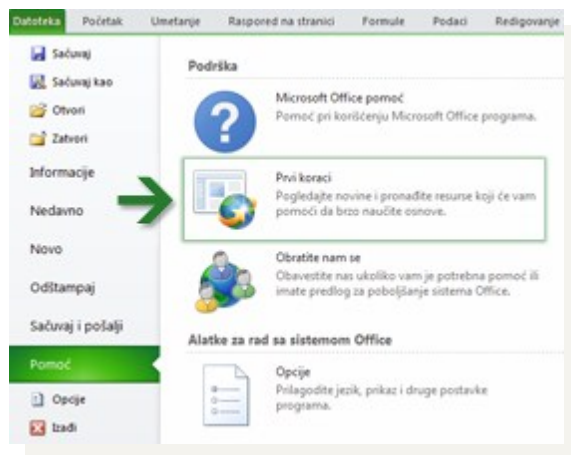 Datoteka Početak Umetanje Raspored na stranici Formule Podaci Redigovanje
Sačuvaj
Sačuvaj kao
Otvori
Zatvori
Informacije
Nedavno
Novo
Odštampaj
Sačuvaj i pošalji
Pomoć
Opcije
Izađi
Podrška
Microsoft Office pomoć
Pomoć pri korišćenju Microsoft Office programa.
Prvi koraci
Pogledajte novine i pronađite resurse koji će vam
pomoći da brzo naučite osnove.
Obratite nam se
Obavestite nas ukoliko vam je potrebna pomoć ili
imate predlog za poboljšanje sistema Office.
Alatke za rad sa sistemom Office
Opcije
Prilagodite jezik, prikaz i druge postavke
programa.